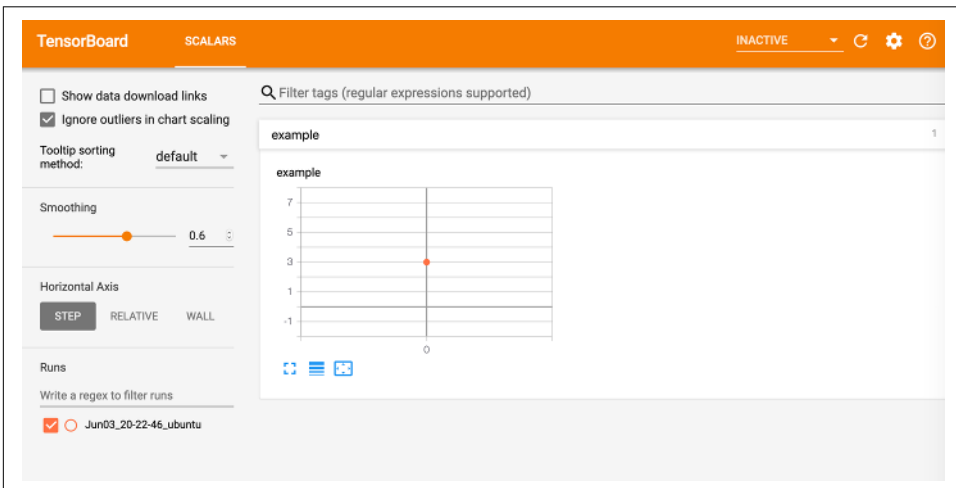 TensorBoard SCALARS INACTIVE
Show data download links
Ignore outliers in chart scaling
Tooltip sorting
method: default
Smoothing
0.6
Horizontal Axis
STEP RELATIVE WALL
Runs
Write a regex to filter runs
Jun03_20-22-46_ubuntu
Filter tags (regular expressions supported)
example 1
example
7
5
3
1
-1
0